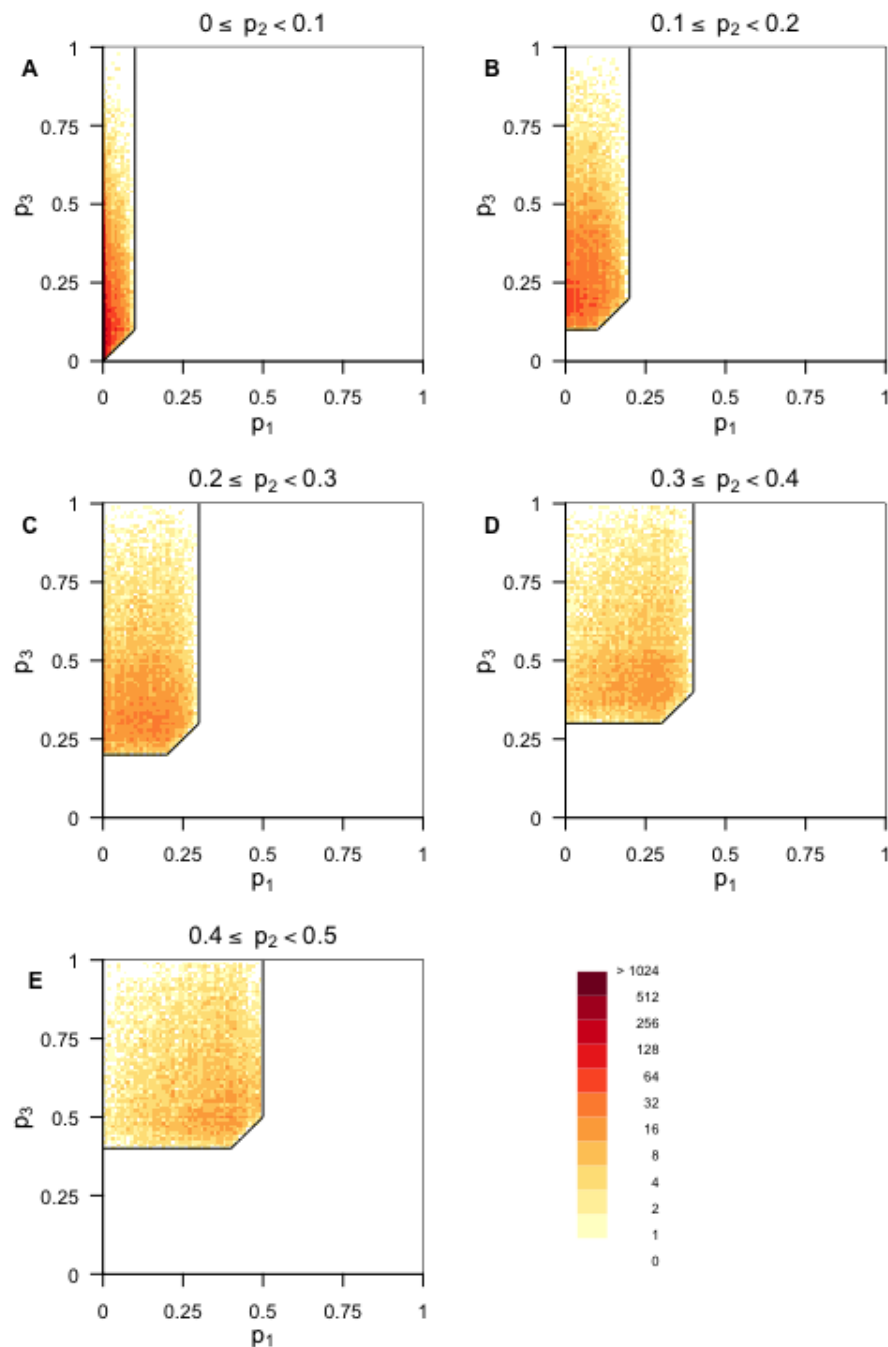 0 ≤ p₂ < 0.1
A
1
0.75
0.5
0.25
0
p₃
0 0.25 0.5 0.75 1
p₁
0.1 ≤ p₂ < 0.2
B
1
0.75
0.5
0.25
0
p₃
0 0.25 0.5 0.75 1
p₁
0.2 ≤ p₂ < 0.3
C
1
0.75
0.5
0.25
0
p₃
0 0.25 0.5 0.75 1
p₁
0.3 ≤ p₂ < 0.4
D
1
0.75
0.5
0.25
0
p₃
0 0.25 0.5 0.75 1
p₁
0.4 ≤ p₂ < 0.5
E
1
0.75
0.5
0.25
0
p₃
0 0.25 0.5 0.75 1
p₁
> 1024
512
256
128
64
32
16
8
4
2
1
0